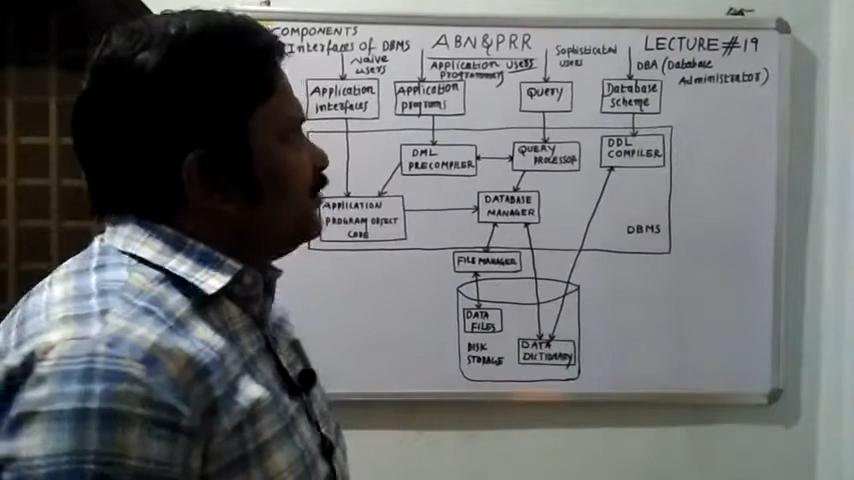 COMPONENTS
Interfaces of DBMS
ABN & PRR
LECTURE # 19
Naive
users
Application Users
Programmers
Sophisticated
users
DBA (Database
Administrator)
Application
interfaces
Application
programs
Query
Database
Scheme
DML
PRECOMPILER
QUERY
PROCESSOR
DDL
COMPILER
APPLICATION
PROGRAM OBJECT
CODE
DATABASE
MANAGER
DBMS
FILE MANAGER
DATA
FILES
DISK
STORAGE
DATA
DICTIONARY